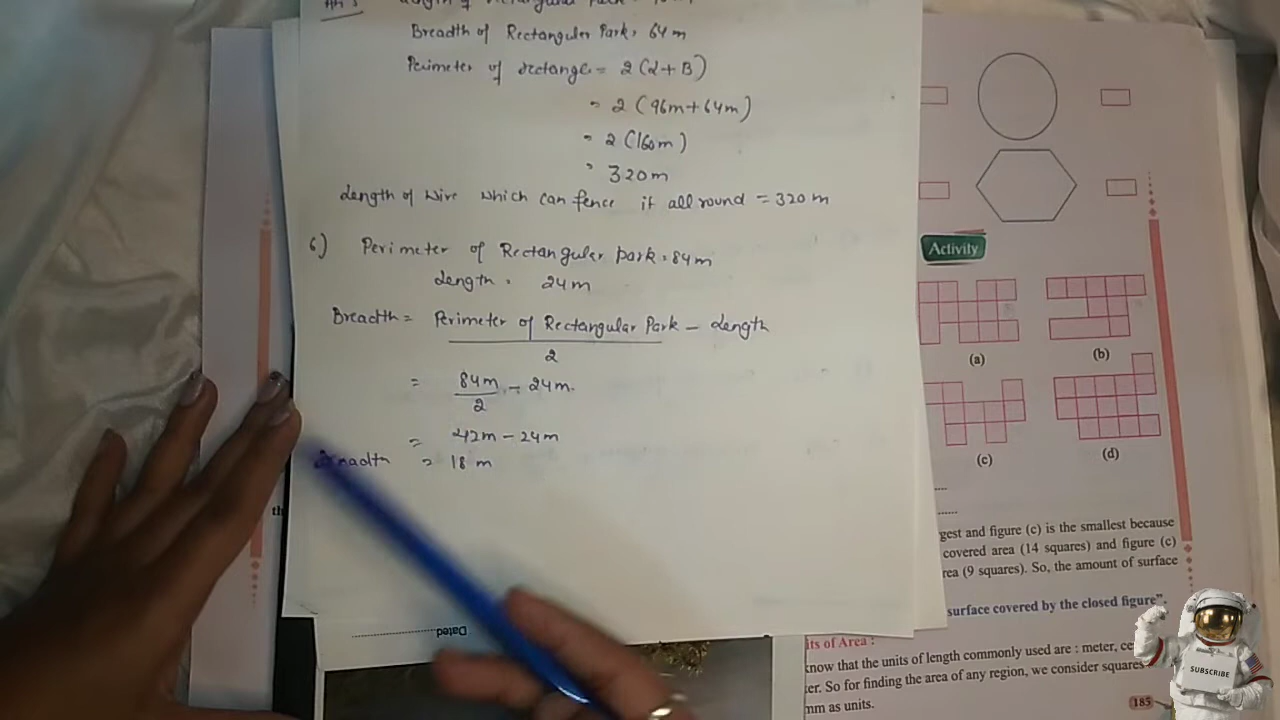 Breadth of Rectangular Park = 64 m
Perimeter of rectangle = 2 (L + B)
= 2 (96m + 64m)
= 2 (160m)
= 320m
Length of wire which can fence it all round = 320 m
6) Perimeter of Rectangular park = 84m
Length = 24m
Breadth = Perimeter of Rectangular Park - Length
2
= 84m - 24m
2
= 42m - 24m
Breadth = 18 m
Dated
Activity
(a)
(b)
(c)
(d)
gest and figure (c) is the smallest because
covered area (14 squares) and figure (c)
rea (9 squares). So, the amount of surface
surface covered by the closed figure".
its of Area :
know that the units of length commonly used are : meter, ce
er. So for finding the area of any region, we consider squares
mm as units.
185
SUBSCRIBE